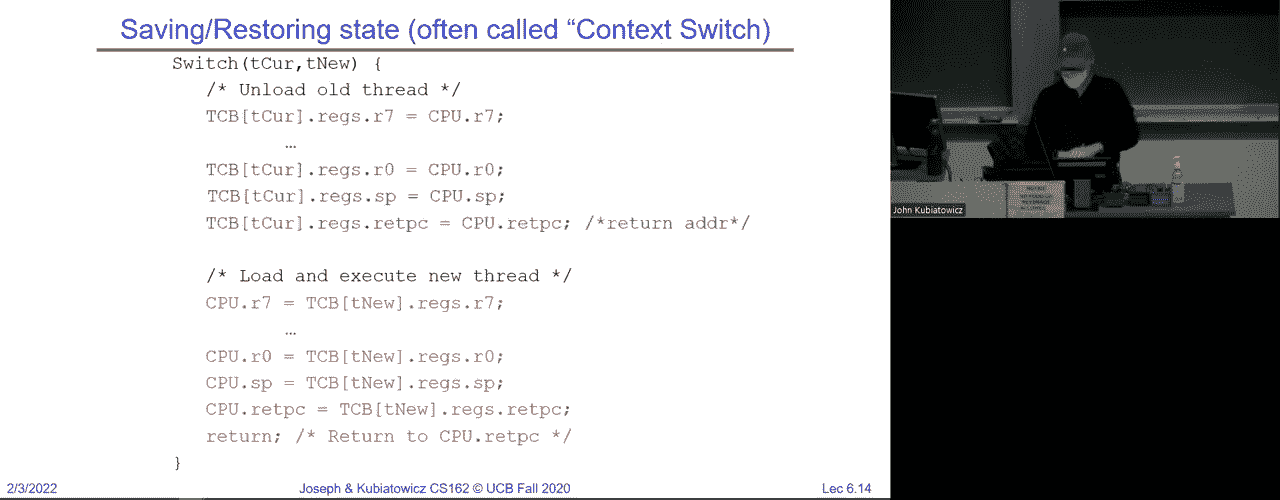 Saving/Restoring state (often called “Context Switch)
Switch(tCur,tNew) {
/* Unload old thread */
TCB[tCur].regs.r7 = CPU.r7;
…
TCB[tCur].regs.r0 = CPU.r0;
TCB[tCur].regs.sp = CPU.sp;
TCB[tCur].regs.retpc = CPU.retpc; /*return addr*/
/* Load and execute new thread */
CPU.r7 = TCB[tNew].regs.r7;
…
CPU.r0 = TCB[tNew].regs.r0;
CPU.sp = TCB[tNew].regs.sp;
CPU.retpc = TCB[tNew].regs.retpc;
return; /* Return to CPU.retpc */
}
2/3/2022
Joseph & Kubiatowicz CS162 © UCB Fall 2020
Lec 6.14
John Kubiatowicz